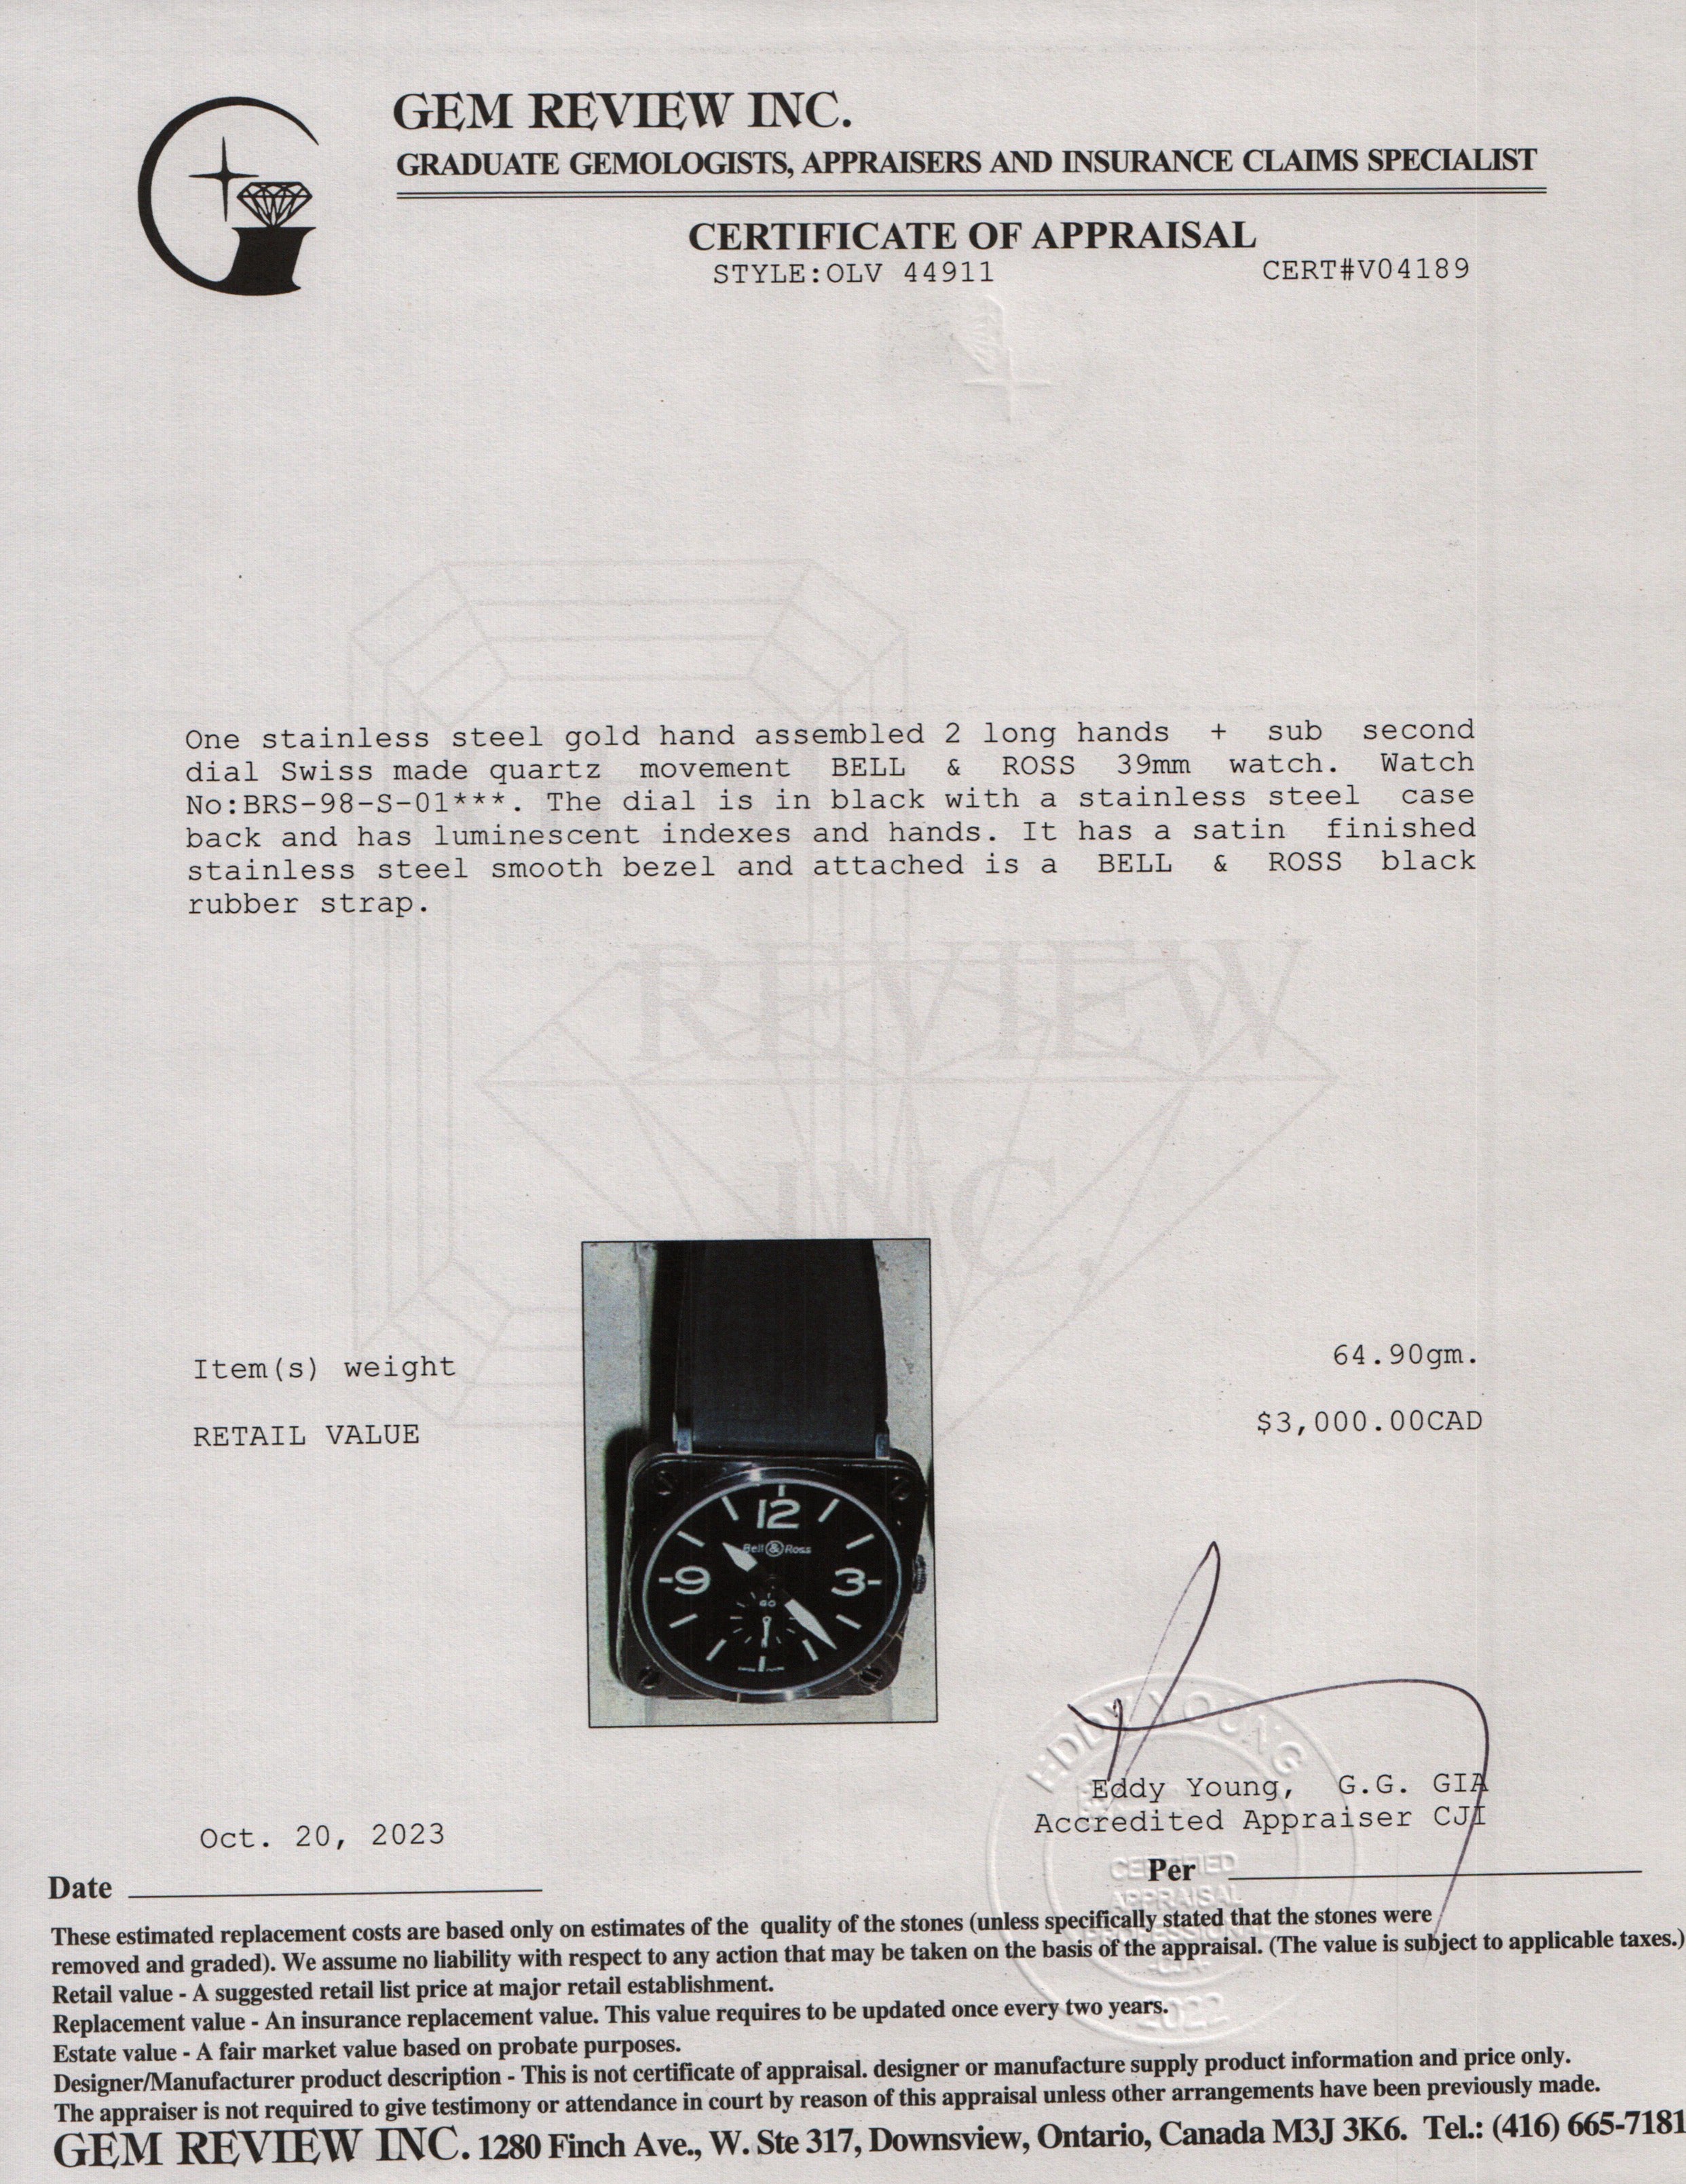 GEM REVIEW INC.
GRADUATE GEMOLOGISTS, APPRAISERS AND INSURANCE CLAIMS SPECIALIST
CERTIFICATE OF APPRAISAL
STYLE:OLV 44911 CERT#V04189
One stainless steel gold hand assembled 2 long hands + sub second
dial Swiss made quartz movement BELL & ROSS 39mm watch. Watch
No:BRS-98-S-01***. The dial is in black with a stainless steel case
back and has luminescent indexes and hands. It has a satin finished
stainless steel smooth bezel and attached is a BELL & ROSS black
rubber strap.
REVIEW
INC.
Item(s) weight 64.90gm.
RETAIL VALUE $3,000.00CAD
12
Bell & Ross
9 3
60
EDDY YOUNG
Eddy Young, G.G. GIA
Accredited Appraiser CJI
Oct. 20, 2023
CERTIFIED
APPRAISAL
PROFESSIONAL
-CJA-
2022
Date Per
These estimated replacement costs are based only on estimates of the quality of the stones (unless specifically stated that the stones were
removed and graded). We assume no liability with respect to any action that may be taken on the basis of the appraisal. (The value is subject to applicable taxes.)
Retail value - A suggested retail list price at major retail establishment.
Replacement value - An insurance replacement value. This value requires to be updated once every two years.
Estate value - A fair market value based on probate purposes.
Designer/Manufacturer product description - This is not certificate of appraisal. designer or manufacture supply product information and price only.
The appraiser is not required to give testimony or attendance in court by reason of this appraisal unless other arrangements have been previously made.
GEM REVIEW INC. 1280 Finch Ave., W. Ste 317, Downsview, Ontario, Canada M3J 3K6. Tel.: (416) 665-7181